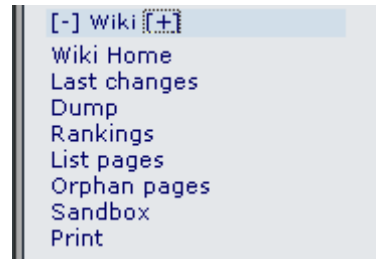 [-] Wiki [+]
Wiki Home
Last changes
Dump
Rankings
List pages
Orphan pages
Sandbox
Print